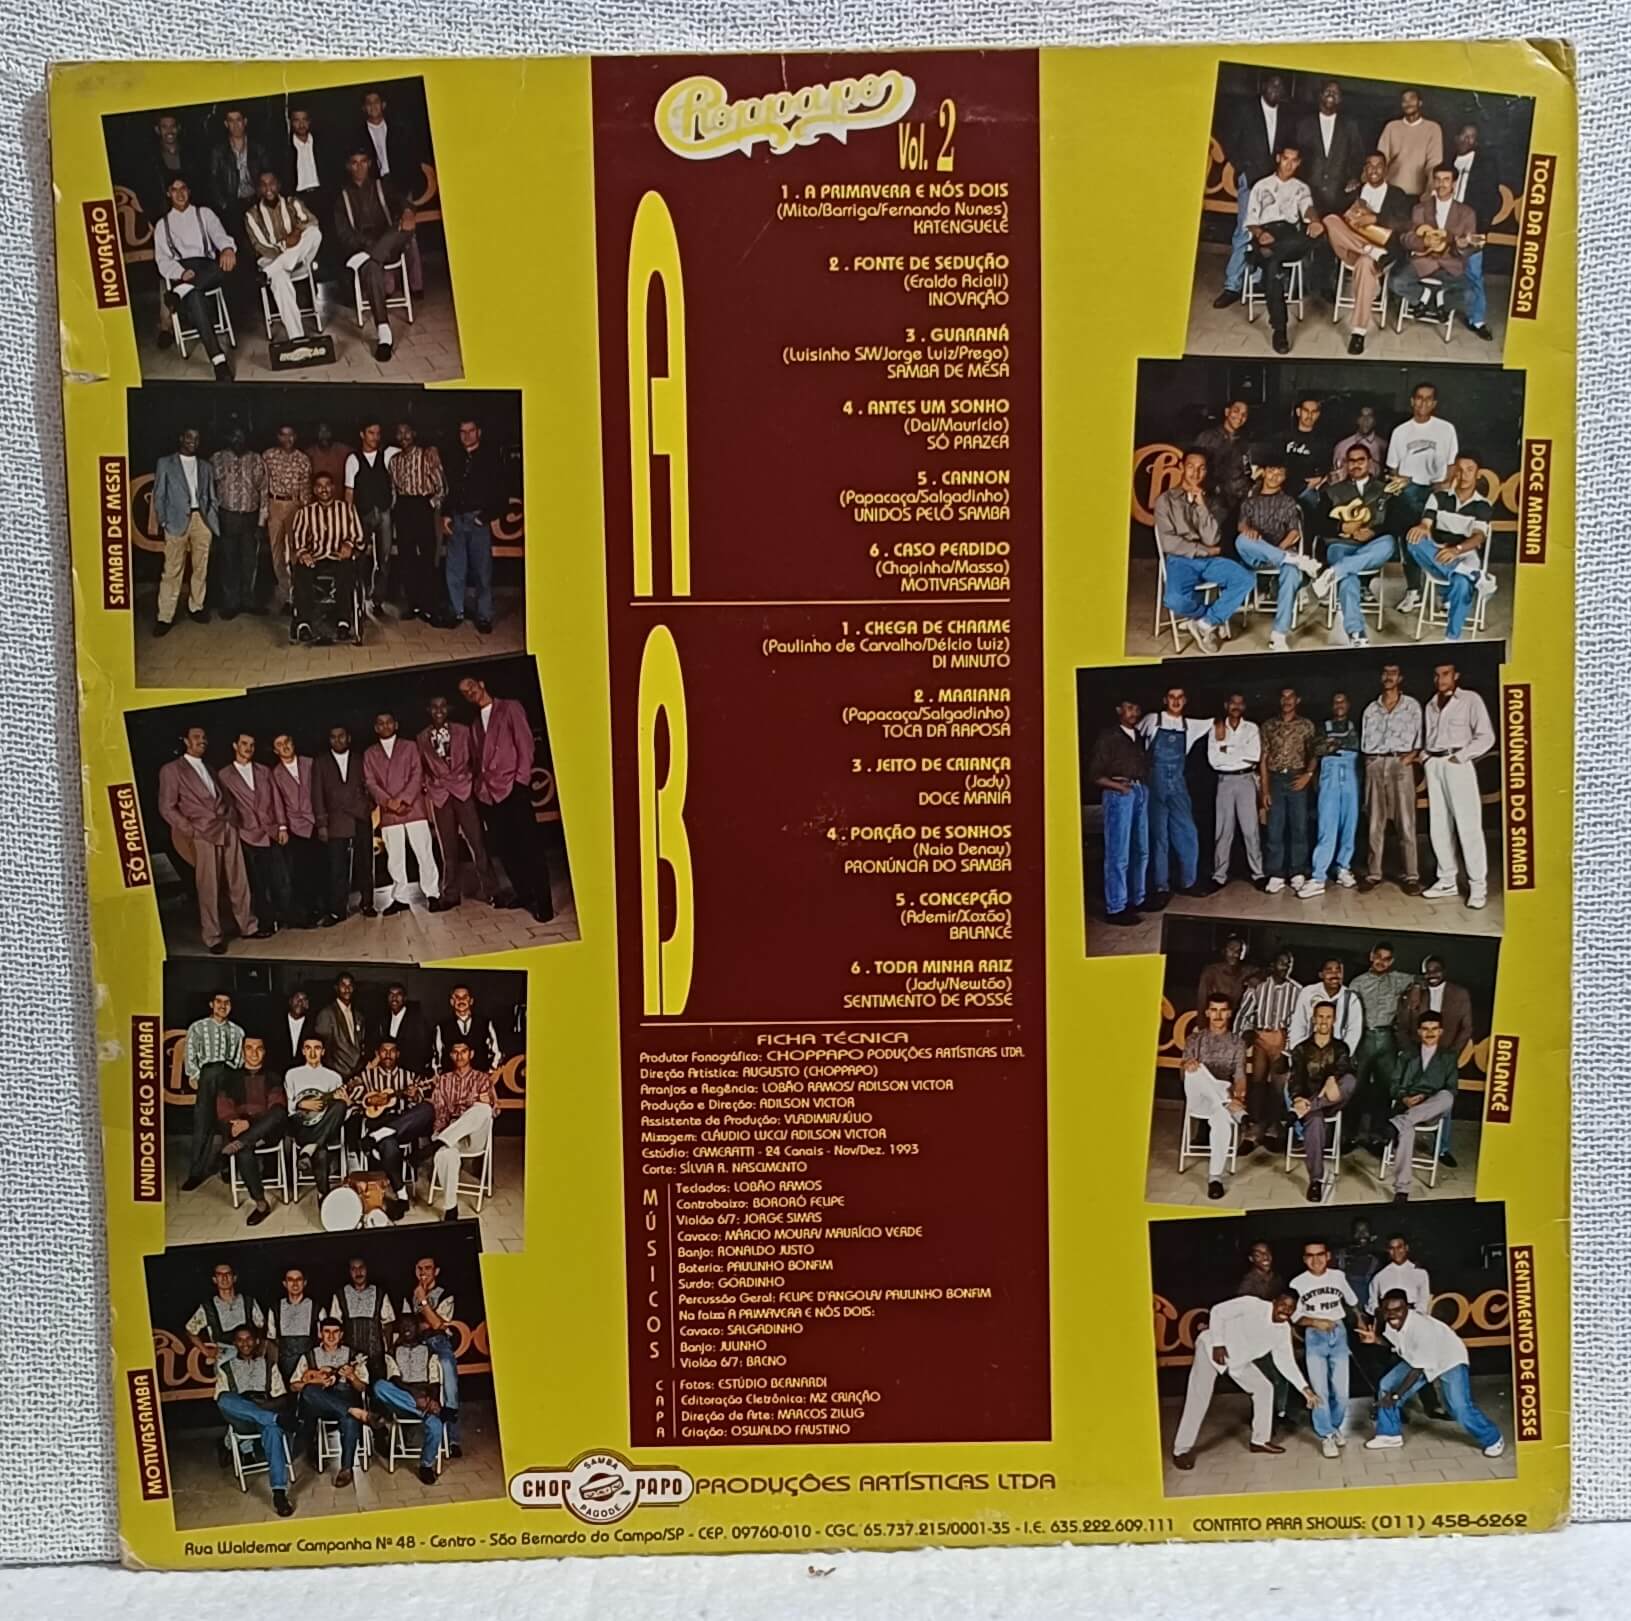 Choppapo
Vol. 2
A
1 . A PRIMAVERA E NÓS DOIS
(Mito/Barriga/Fernando Nunes)
KATENGUELE
2 . FONTE DE SEDUÇÃO
(Eraldo Acioli)
INOVAÇÃO
3 . GUARANÁ
(Luisinho SM/Jorge Luiz/Prego)
SAMBA DE MESA
4 . ANTES UM SONHO
(Dal/Maurício)
SÓ PRAZER
5 . CANNON
(Papacaça/Salgadinho)
UNIDOS PELO SAMBA
6 . CASO PERDIDO
(Chapinha/Massa)
MOTIVASAMBA
B
1 . CHEGA DE CHARME
(Paulinho de Carvalho/Délcio Luiz)
DI MINUTO
2 . MARIANA
(Papacaça/Salgadinho)
TOCA DA RAPOSA
3 . JEITO DE CRIANÇA
(Jady)
DOCE MANIA
4 . PORÇÃO DE SONHOS
(Naio Denay)
PRONÚNCIA DO SAMBA
5 . CONCEPÇÃO
(Ademir/Xoxão)
BALANCÊ
6 . TODA MINHA RAIZ
(Jady/Newtão)
SENTIMENTO DE POSSE
FICHA TÉCNICA
Produtor Fonográfico: CHOPPAPO PODUÇÕES ARTÍSTICAS LTDA.
Direção Artística: AUGUSTO (CHOPPAPO)
Arranjos e Regência: LOBÃO RAMOS/ ADILSON VICTOR
Produção e Direção: ADILSON VICTOR
Assistente de Produção: VLADIMIR/JÚLIO
Mixagem: CLÁUDIO LUCCI/ ADILSON VICTOR
Estúdio: CAMERATTI - 24 Canais - Nov/Dez. 1993
Corte: SÍLVIA R. NASCIMENTO
MÚSICOS
Teclados: LOBÃO RAMOS
Contrabaixo: BORORÓ FELIPE
Violão 6/7: JORGE SIMAS
Cavaco: MÁRCIO MOURA/ MAURÍCIO VERDE
Banjo: RONALDO JUSTO
Bateria: PAULINHO BONFIM
Surdo: GORDINHO
Percussão Geral: FELIPE D'ANGOLA/ PAULINHO BONFIM
Na faixa A PRIMAVERA E NÓS DOIS:
Cavaco: SALGADINHO
Banjo: JUUNHO
Violão 6/7: BRENO
CAPA
Fotos: ESTÚDIO BERNARDI
Editoração Eletrônica: MZ CRIAÇÃO
Direção de Arte: MARCOS ZILLIG
Criação: OSWALDO FAUSTINO
INOVAÇÃO
INOVAÇÃO
SAMBA DE MESA
SÓ PRAZER
UNIDOS PELO SAMBA
MOTIVASAMBA
TOCA DA RAPOSA
DOCE MANIA
Fido
PRONÚNCIA DO SAMBA
BALANCÊ
SENTIMENTO DE POSSE
SENTIMENTO
DE POSSE
SAMBA
CHOP PAPO
PAGODE
PRODUÇÕES ARTÍSTICAS LTDA
Rua Waldemar Campanha Nº 48 - Centro - São Bernardo do Campo/SP - CEP. 09760-010 - CGC. 65.737.215/0001-35 - I.E. 635.222.609.111 CONTATO PARA SHOWS: (011) 458-6262